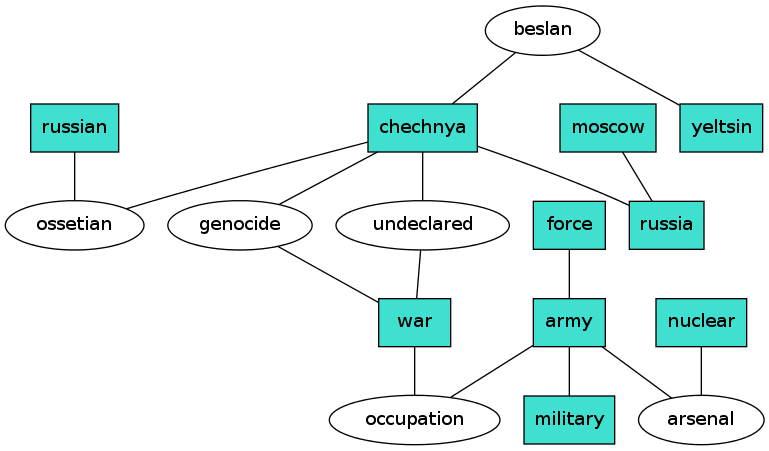 beslan
russian
chechnya
moscow
yeltsin
ossetian
genocide
undeclared
force
russia
war
army
nuclear
occupation
military
arsenal